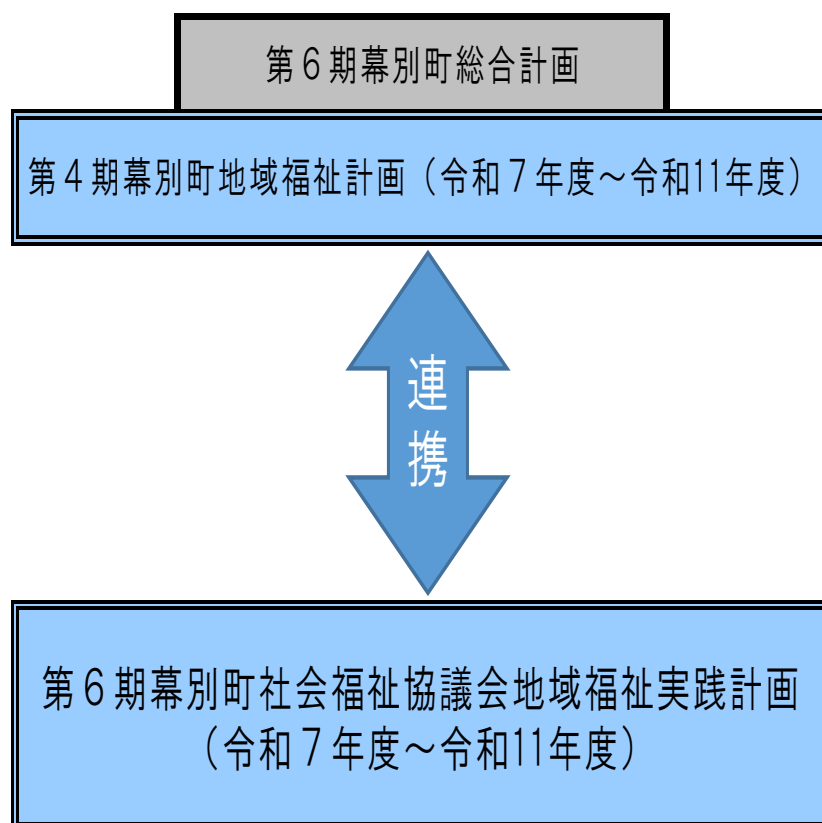 第６期幕別町総合計画
第４期幕別町地域福祉計画（令和７年度～令和11年度）
連
携
第６期幕別町社会福祉協議会地域福祉実践計画
（令和７年度～令和11年度）